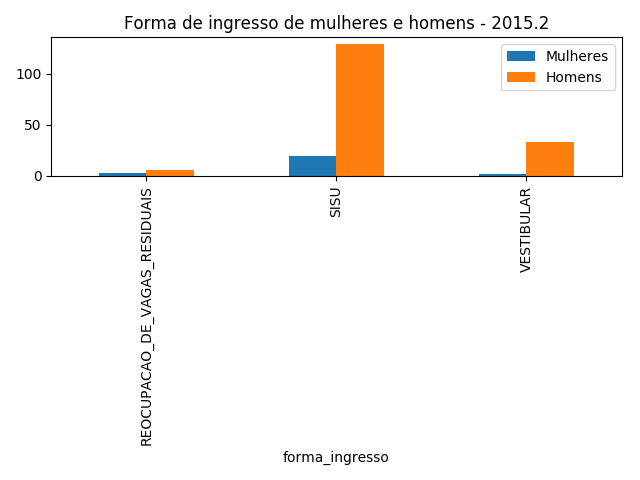 Forma de ingresso de mulheres e homens - 2015.2
Mulheres
Homens
100
50
0
REOCUPACAO_DE_VAGAS_RESIDUAIS
SISU
VESTIBULAR
forma_ingresso